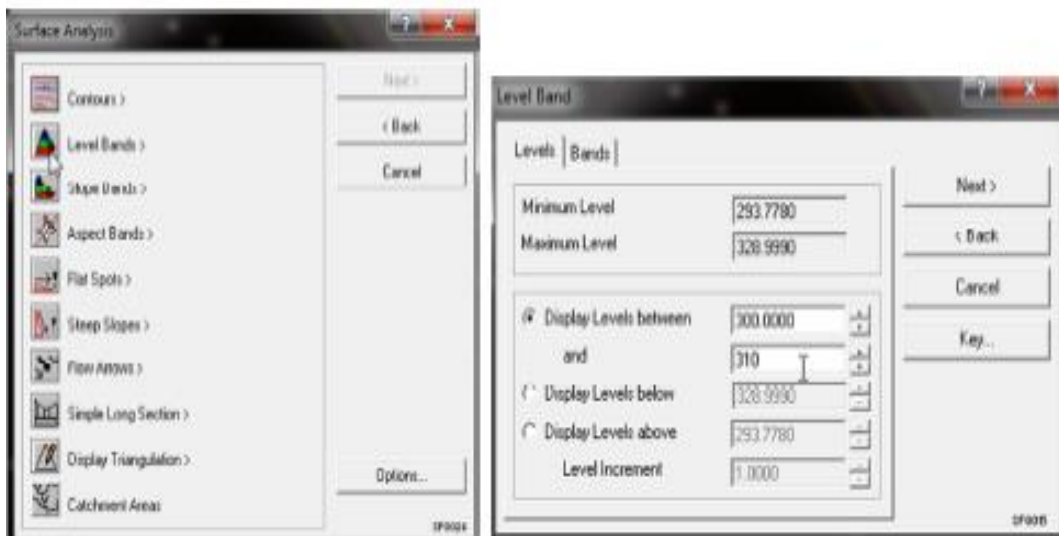 Surface Analysis
Contours >
Level Bands >
Slope Bands >
Aspect Bands >
Flat Spots >
Steep Slopes >
Flow Arrows >
Simple Long Section >
Display Triangulation >
Catchment Areas
Next >
< Back
Cancel
Options...
Level Band
Levels
Bands
Minimum Level 293.7780
Maximum Level 328.9990
Display Levels between 300.0000
and 310
Display Levels below 328.9990
Display Levels above 293.7780
Level Increment 1.0000
Next >
< Back
Cancel
Key...